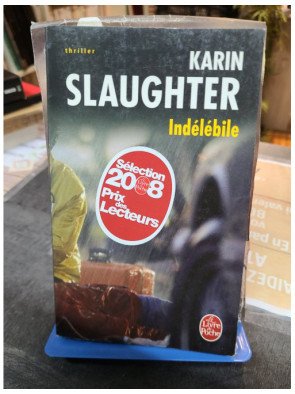 thriller
KARIN
SLAUGHTER
Indélébile
Sélection
2008
Prix
des
Lecteurs
Le Livre
de
Poche